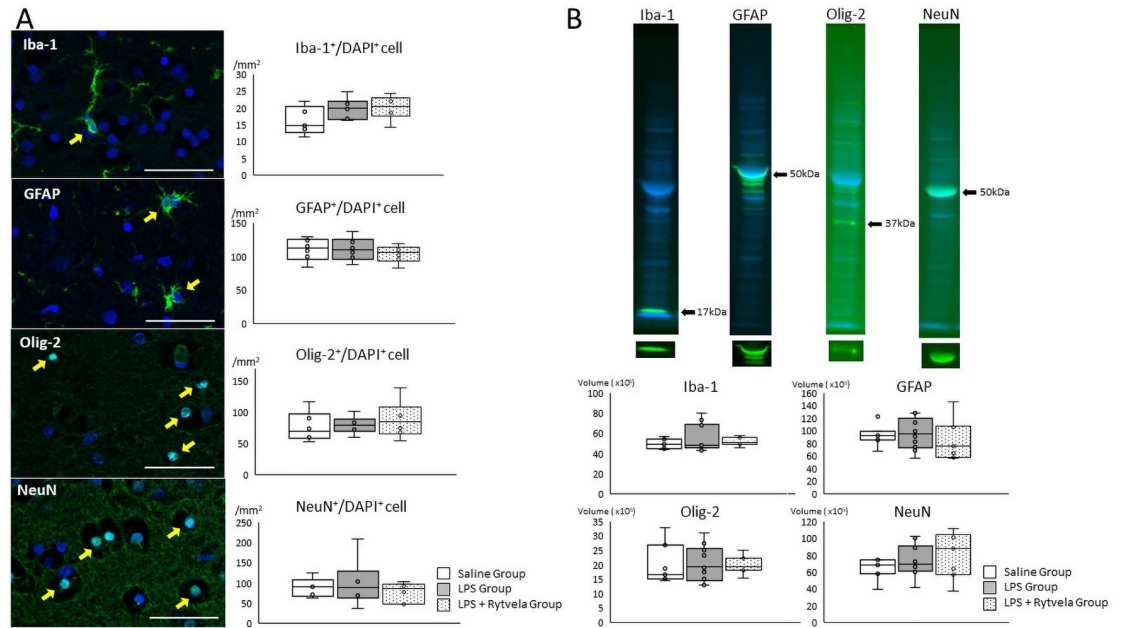 A
Iba-1
Iba-1⁺/DAPI⁺ cell
/mm²
30
25
20
15
10
5
0
GFAP
GFAP⁺/DAPI⁺ cell
/mm²
150
100
50
0
Olig-2
Olig-2⁺/DAPI⁺ cell
/mm²
150
100
50
0
NeuN
NeuN⁺/DAPI⁺ cell
/mm²
250
200
150
100
50
0
Saline Group
LPS Group
LPS + Rytvela Group
B
Iba-1 GFAP Olig-2 NeuN
50kDa
50kDa
37kDa
17kDa
Iba-1
Volume ( x10⁵)
100
80
60
40
20
0
GFAP
Volume ( x10⁵)
160
140
120
100
80
60
40
20
0
Olig-2
Volume ( x10⁵)
35
30
25
20
15
10
5
0
NeuN
Volume ( x10⁵)
120
100
80
60
40
20
0
Saline Group
LPS Group
LPS + Rytvela Group